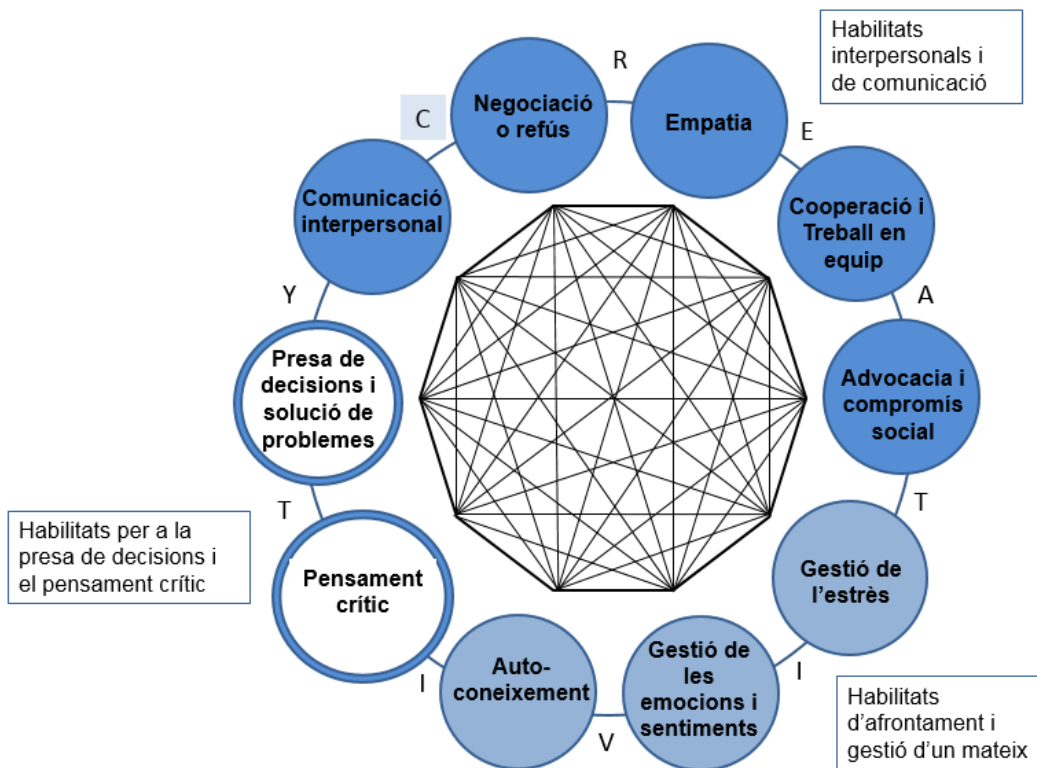 Habilitats
interpersonals i
de comunicació
C
Negociació
o refús
R
Empatia
E
Cooperació i
Treball en
equip
A
Advocacia i
compromís
social
T
Gestió de
l'estrès
I
Gestió de
les
emocions i
sentiments
V
Auto-
coneixement
I
Pensament
crític
T
Presa de
decisions i
solució de
problemes
Y
Comunicació
interpersonal
Habilitats per a la
presa de decisions i
el pensament crític
Habilitats
d'afrontament i
gestió d'un mateix